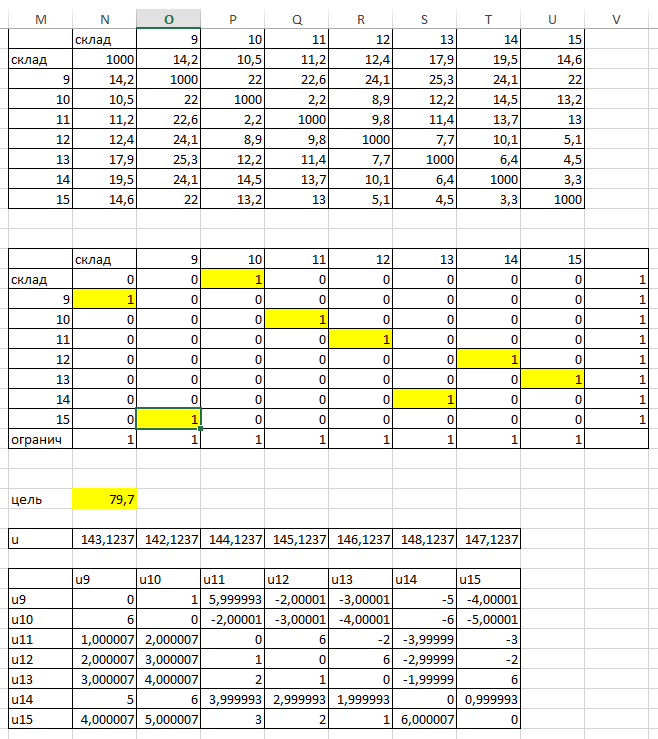 M N O P Q R S T U V
склад 9 10 11 12 13 14 15
склад 1000 14,2 10,5 11,2 12,4 17,9 19,5 14,6
9 14,2 1000 22 22,6 24,1 25,3 24,1 22
10 10,5 22 1000 2,2 8,9 12,2 14,5 13,2
11 11,2 22,6 2,2 1000 9,8 11,4 13,7 13
12 12,4 24,1 8,9 9,8 1000 7,7 10,1 5,1
13 17,9 25,3 12,2 11,4 7,7 1000 6,4 4,5
14 19,5 24,1 14,5 13,7 10,1 6,4 1000 3,3
15 14,6 22 13,2 13 5,1 4,5 3,3 1000
склад 9 10 11 12 13 14 15
склад 0 0 1 0 0 0 0 0 1
9 1 0 0 0 0 0 0 0 1
10 0 0 0 1 0 0 0 0 1
11 0 0 0 0 1 0 0 0 1
12 0 0 0 0 0 0 1 0 1
13 0 0 0 0 0 0 0 1 1
14 0 0 0 0 0 1 0 0 1
15 0 1 0 0 0 0 0 0 1
огранич 1 1 1 1 1 1 1 1
цель 79,7
u 143,1237 142,1237 144,1237 145,1237 146,1237 148,1237 147,1237
u9 u10 u11 u12 u13 u14 u15
u9 0 1 5,999993 -2,00001 -3,00001 -5 -4,00001
u10 6 0 -2,00001 -3,00001 -4,00001 -6 -5,00001
u11 1,000007 2,000007 0 6 -2 -3,99999 -3
u12 2,000007 3,000007 1 0 6 -2,99999 -2
u13 3,000007 4,000007 2 1 0 -1,99999 6
u14 5 6 3,999993 2,999993 1,999993 0 0,999993
u15 4,000007 5,000007 3 2 1 6,000007 0